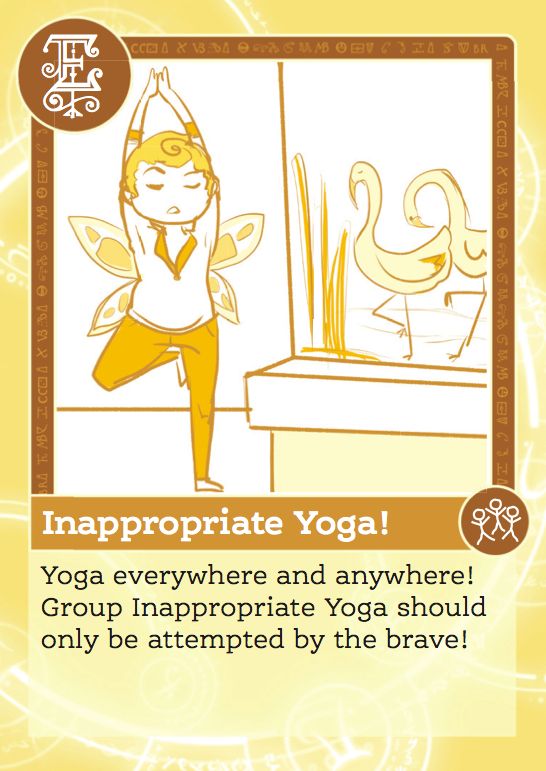 E
Inappropriate Yoga!
Yoga everywhere and anywhere!
Group Inappropriate Yoga should
only be attempted by the brave!